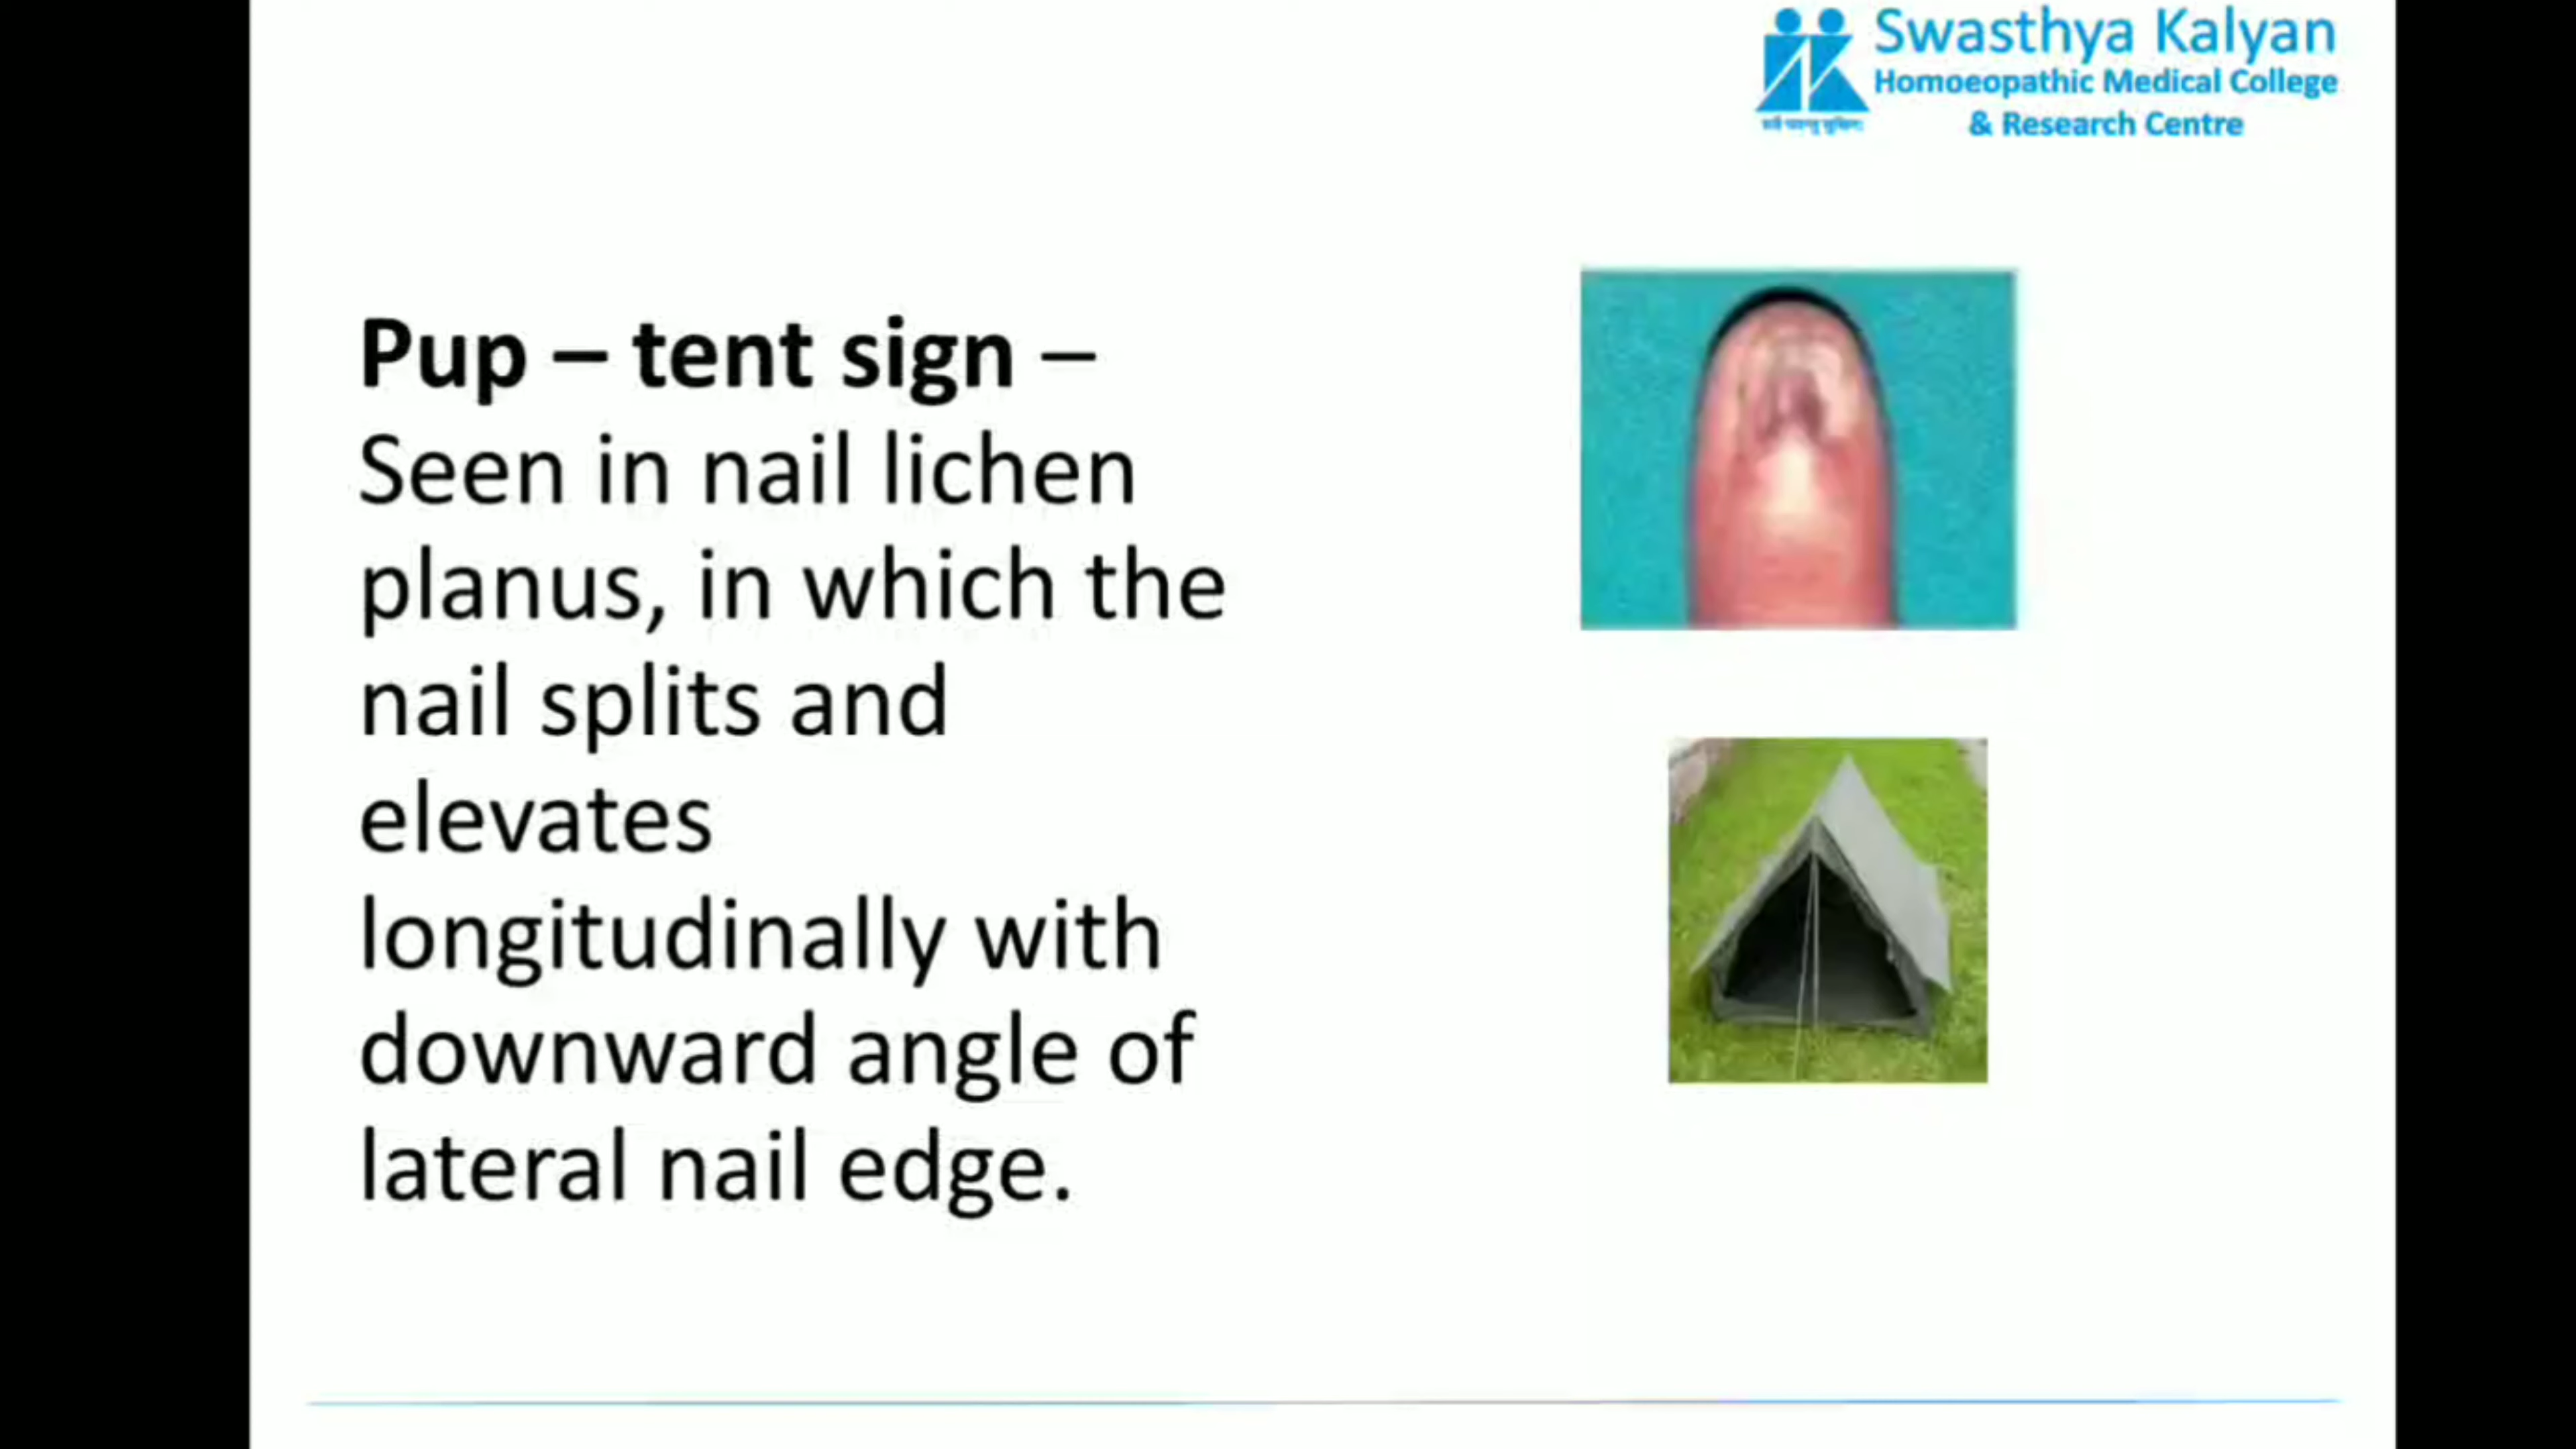 Swasthya Kalyan
Homoeopathic Medical College
& Research Centre
Pup – tent sign –
Seen in nail lichen
planus, in which the
nail splits and
elevates
longitudinally with
downward angle of
lateral nail edge.